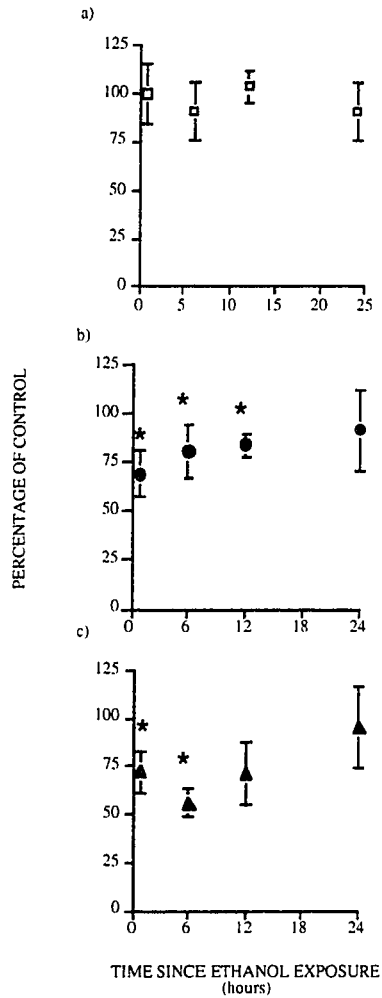 a)
125
100
75
50
25
0
0 5 10 15 20 25
b)
125
100
*
*
*
75
50
25
0
0 6 12 18 24
PERCENTAGE OF CONTROL
c)
125
100
*
*
75
50
25
0
0 6 12 18 24
TIME SINCE ETHANOL EXPOSURE
(hours)